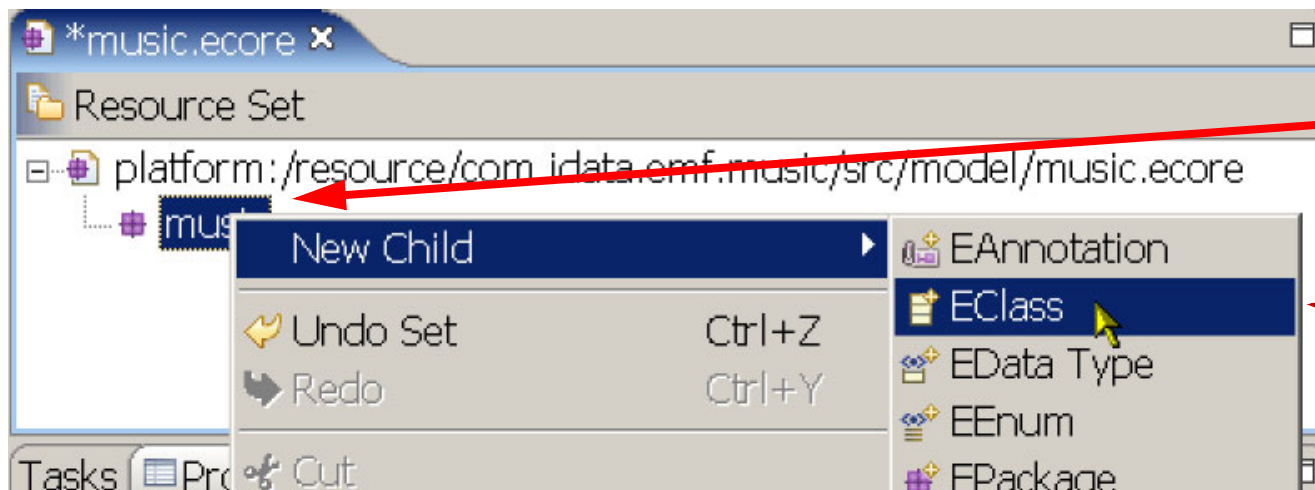 *music.ecore
Resource Set
platform:/resource/com.idata.emf.music/src/model/music.ecore
New Child
EAnnotation
EClass
Undo Set Ctrl+Z
EData Type
Redo Ctrl+Y
EEnum
Tasks
Cut
EPackage